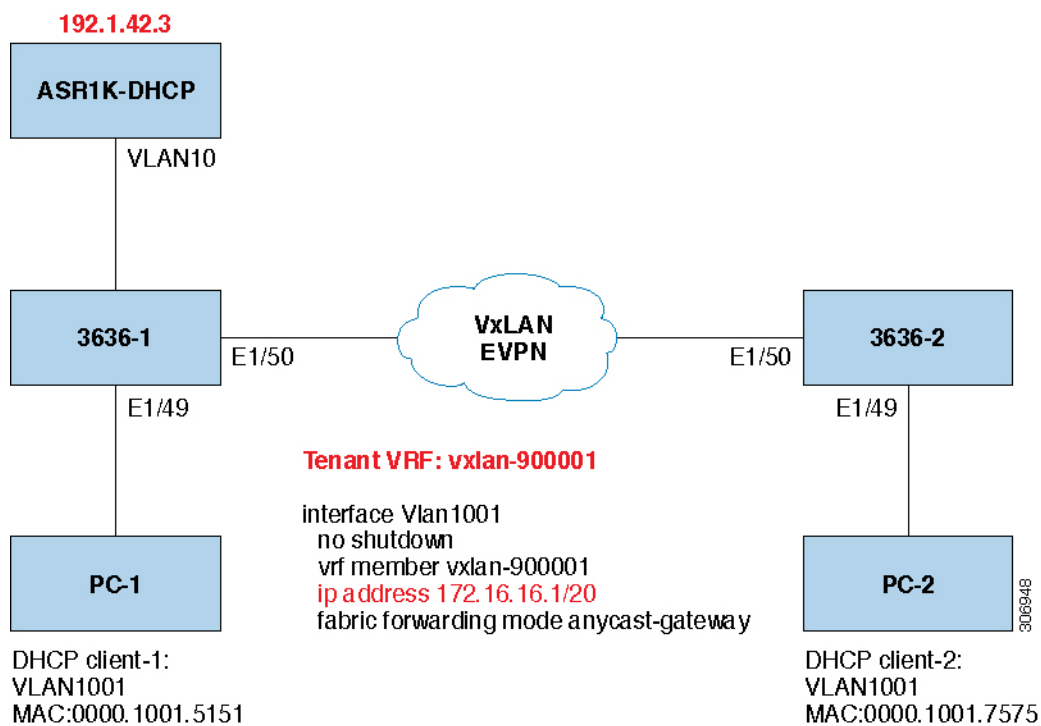 192.1.42.3
ASR1K-DHCP
VLAN10
3636-1
E1/50
E1/49
VxLAN
EVPN
3636-2
E1/50
E1/49
Tenant VRF: vxlan-900001
interface Vlan1001
no shutdown
vrf member vxlan-900001
ip address 172.16.16.1/20
fabric forwarding mode anycast-gateway
PC-1
DHCP client-1:
VLAN1001
MAC:0000.1001.5151
PC-2
DHCP client-2:
VLAN1001
MAC:0000.1001.7575
306948